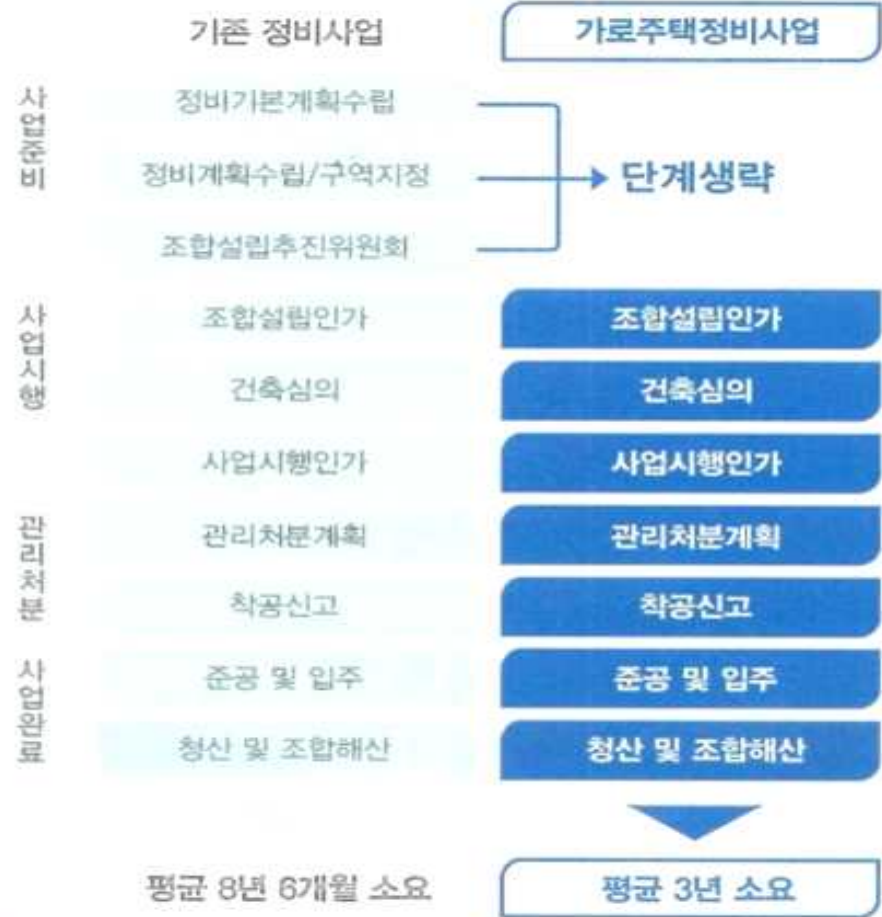 기존 정비사업
가로주택정비사업
사업준비
정비기본계획수립
정비계획수립/구역지정
단계생략
조합설립추진위원회
사업시행
조합설립인가
조합설립인가
건축심의
건축심의
사업시행인가
사업시행인가
관리처분
관리처분계획
관리처분계획
착공신고
착공신고
사업완료
준공 및 입주
준공 및 입주
청산 및 조합해산
청산 및 조합해산
평균 8년 6개월 소요
평균 3년 소요